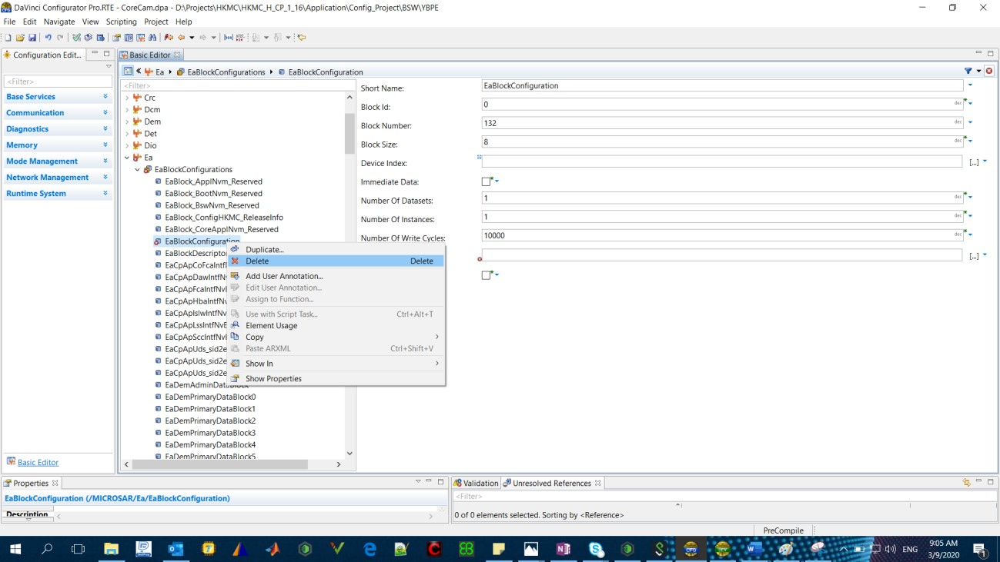 DaVinci Configurator Pro.RTE - CoreCam.dpa - D:\Projects\HKMC\HKMC_H_CP_1_16\Application\Config_Project\BSW\YBPE
File Edit Navigate View Scripting Project Help
Configuration Edit...
Basic Editor
Ea EaBlockConfigurations EaBlockConfiguration
<Filter>
Base Services
Communication
Diagnostics
Memory
Mode Management
Network Management
Runtime System
Basic Editor
<Filter>
Crc
Dcm
Dem
Det
Dio
Ea
EaBlockConfigurations
EaBlock_ApplNvm_Reserved
EaBlock_BootNvm_Reserved
EaBlock_BswNvm_Reserved
EaBlock_ConfigHKMC_ReleaseInfo
EaBlock_CoreApplNvm_Reserved
EaBlockConfiguration
EaBlockDescriptor
EaCpApCoFcaIntf
EaCpApDawIntfN
EaCpApFcaIntfNv
EaCpApHbaIntfNv
EaCpApIslwIntfNv
EaCpApLssIntfNv
EaCpApSccIntfNv
EaCpApUds_sid2e
EaCpApUds_sid2e
EaCpApUds_sid2e
EaDemAdminDataBlock
EaDemPrimaryDataBlock0
EaDemPrimaryDataBlock1
EaDemPrimaryDataBlock2
EaDemPrimaryDataBlock3
EaDemPrimaryDataBlock4
EaDemPrimaryDataBlock5
Duplicate...
Delete Delete
Add User Annotation...
Edit User Annotation...
Assign to Function...
Use with Script Task... Ctrl+Alt+T
Element Usage
Copy
Paste ARXML Ctrl+Shift+V
Show In
Show Properties
Short Name: EaBlockConfiguration
Block Id: 0 dec
Block Number: 132 dec
Block Size: 8 dec
Device Index: [...]
Immediate Data:
Number Of Datasets: 1 dec
Number Of Instances: 1 dec
Number Of Write Cycles: 10000 dec
[...]
Properties
EaBlockConfiguration (/MICROSAR/Ea/EaBlockConfiguration)
Description
Validation Unresolved References
<Filter>
0 of 0 elements selected. Sorting by <Reference>
PreCompile
ENG
9:05 AM
3/9/2020
1